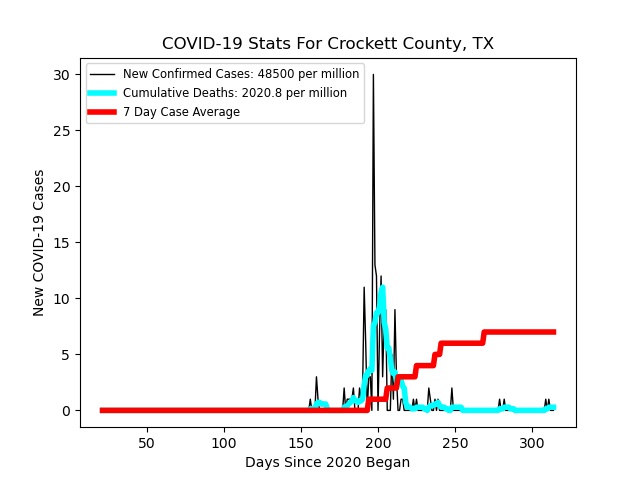 COVID-19 Stats For Crockett County, TX
New Confirmed Cases: 48500 per million
Cumulative Deaths: 2020.8 per million
7 Day Case Average
New COVID-19 Cases
30
25
20
15
10
5
0
50 100 150 200 250 300
Days Since 2020 Began